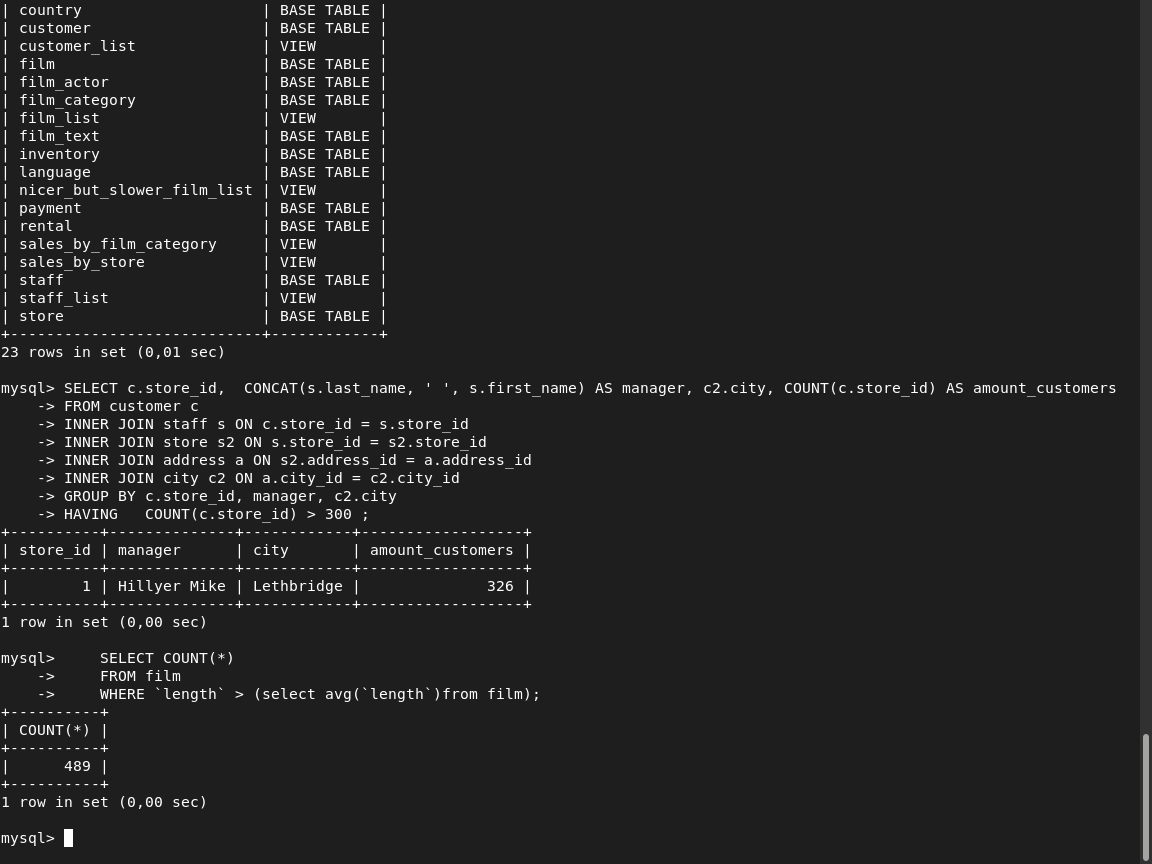 | country                    | BASE TABLE |
| customer                   | BASE TABLE |
| customer_list              | VIEW       |
| film                       | BASE TABLE |
| film_actor                 | BASE TABLE |
| film_category              | BASE TABLE |
| film_list                  | VIEW       |
| film_text                  | BASE TABLE |
| inventory                  | BASE TABLE |
| language                   | BASE TABLE |
| nicer_but_slower_film_list | VIEW       |
| payment                    | BASE TABLE |
| rental                     | BASE TABLE |
| sales_by_film_category     | VIEW       |
| sales_by_store             | VIEW       |
| staff                      | BASE TABLE |
| staff_list                 | VIEW       |
| store                      | BASE TABLE |
+----------------------------+------------+
23 rows in set (0,01 sec)

mysql> SELECT c.store_id,  CONCAT(s.last_name, ' ', s.first_name) AS manager, c2.city, COUNT(c.store_id) AS amount_customers
    -> FROM customer c
    -> INNER JOIN staff s ON c.store_id = s.store_id
    -> INNER JOIN store s2 ON s.store_id = s2.store_id
    -> INNER JOIN address a ON s2.address_id = a.address_id
    -> INNER JOIN city c2 ON a.city_id = c2.city_id
    -> GROUP BY c.store_id, manager, c2.city
    -> HAVING   COUNT(c.store_id) > 300 ;
+----------+--------------+------------+------------------+
| store_id | manager      | city       | amount_customers |
+----------+--------------+------------+------------------+
|        1 | Hillyer Mike | Lethbridge |              326 |
+----------+--------------+------------+------------------+
1 row in set (0,00 sec)

mysql>     SELECT COUNT(*)
    ->     FROM film
    ->     WHERE `length` > (select avg(`length`)from film);
+----------+
| COUNT(*) |
+----------+
|      489 |
+----------+
1 row in set (0,00 sec)

mysql>